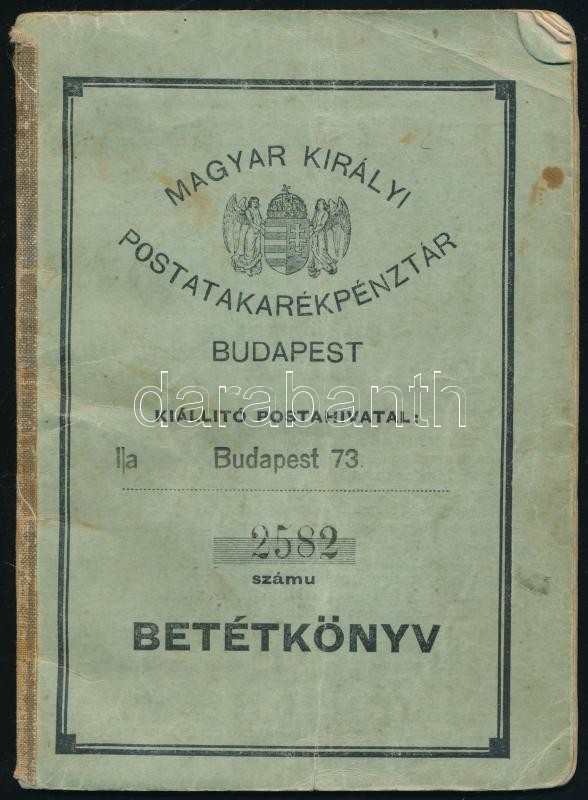 MAGYAR KIRÁLYI
POSTATAKARÉKPÉNZTÁR
BUDAPEST
darabanth
KIÁLLITÓ POSTAHIVATAL:
I|a Budapest 73.
2582
számu
BETÉTKÖNYV